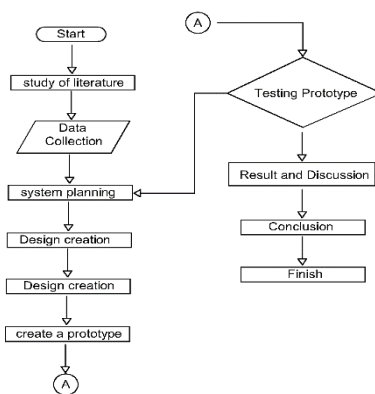 Start
study of literature
Data
Collection
system planning
Design creation
Design creation
create a prototype
A
A
Testing Prototype
Result and Discussion
Conclusion
Finish